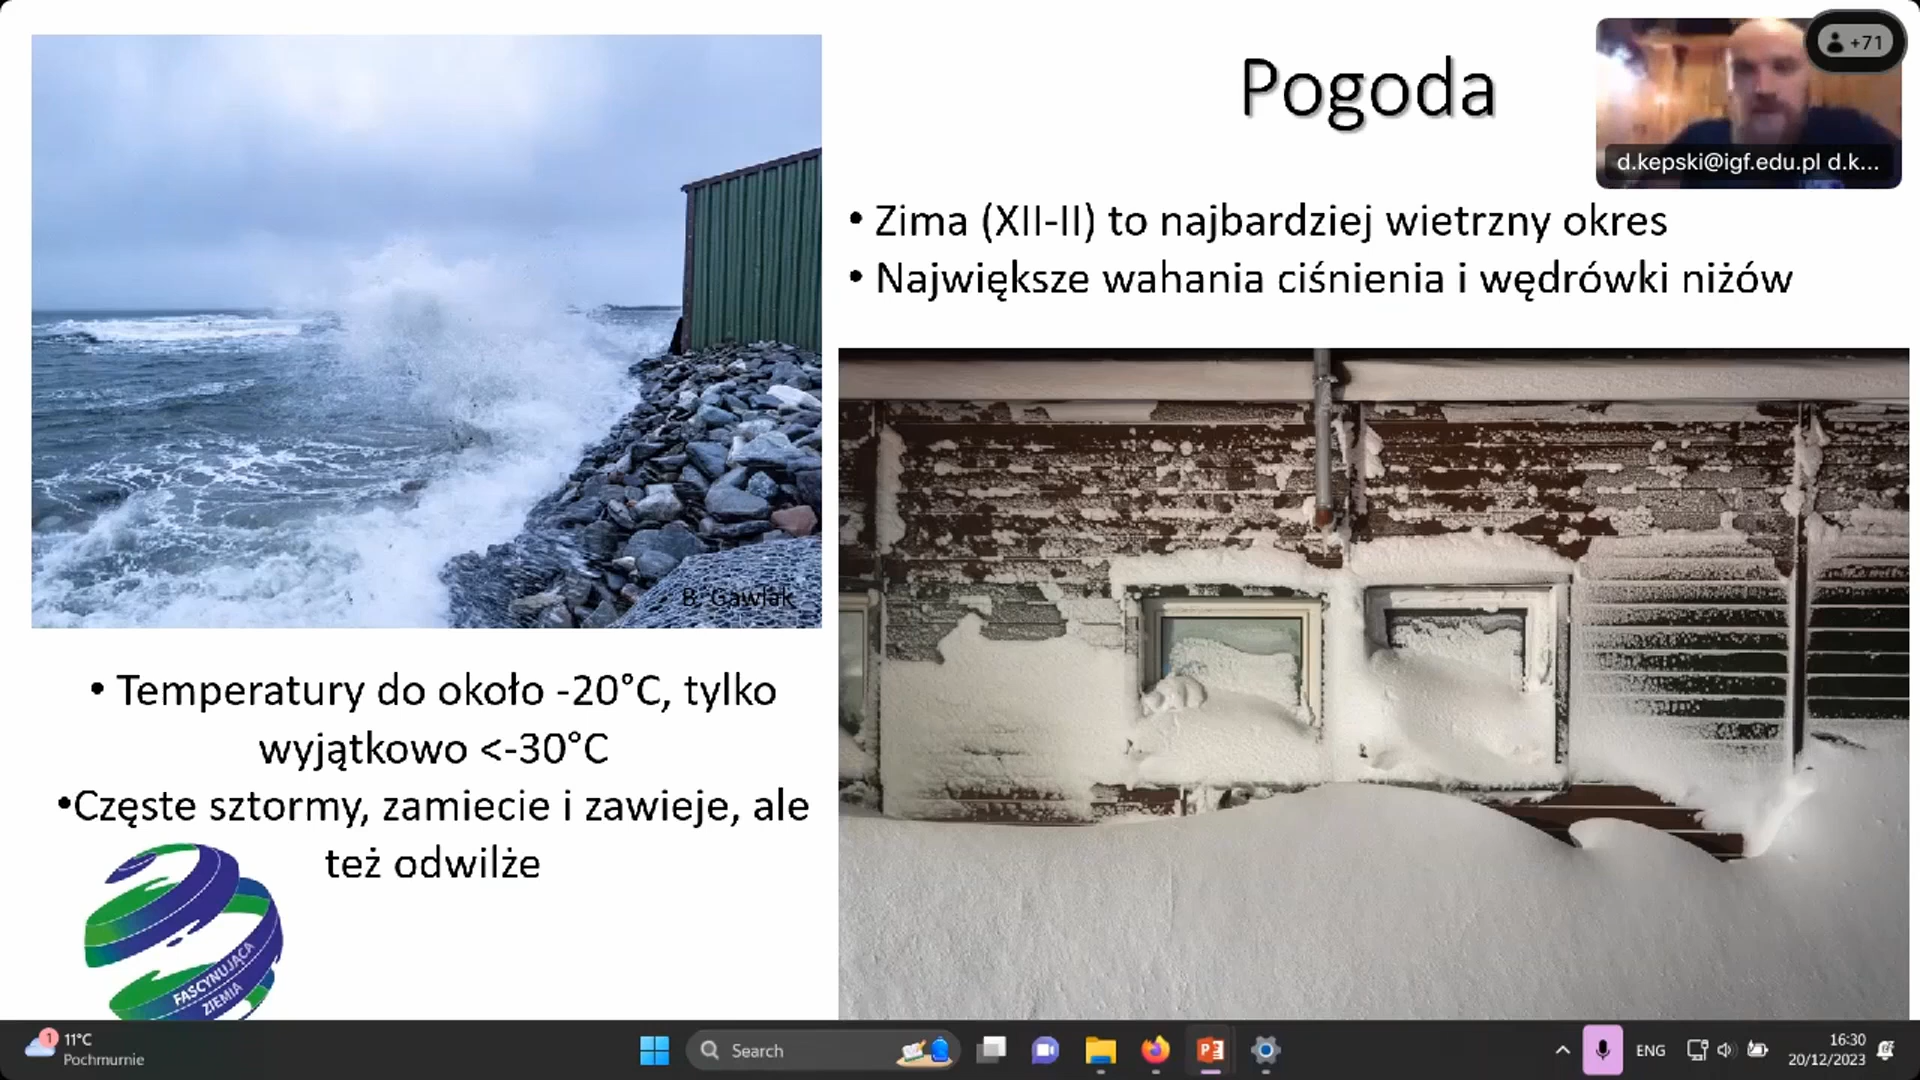 Pogoda
+71
d.kepski@igf.edu.pl d.k...
• Zima (XII-II) to najbardziej wietrzny okres
• Największe wahania ciśnienia i wędrówki niżów
B. Gawlak
• Temperatury do około -20°C, tylko
wyjątkowo <-30°C
•Częste sztormy, zamiecie i zawieje, ale
też odwilże
FASCYNUJĄCA
ZIEMIA
1
11°C
Pochmurnie
Search
ENG
16:30
20/12/2023